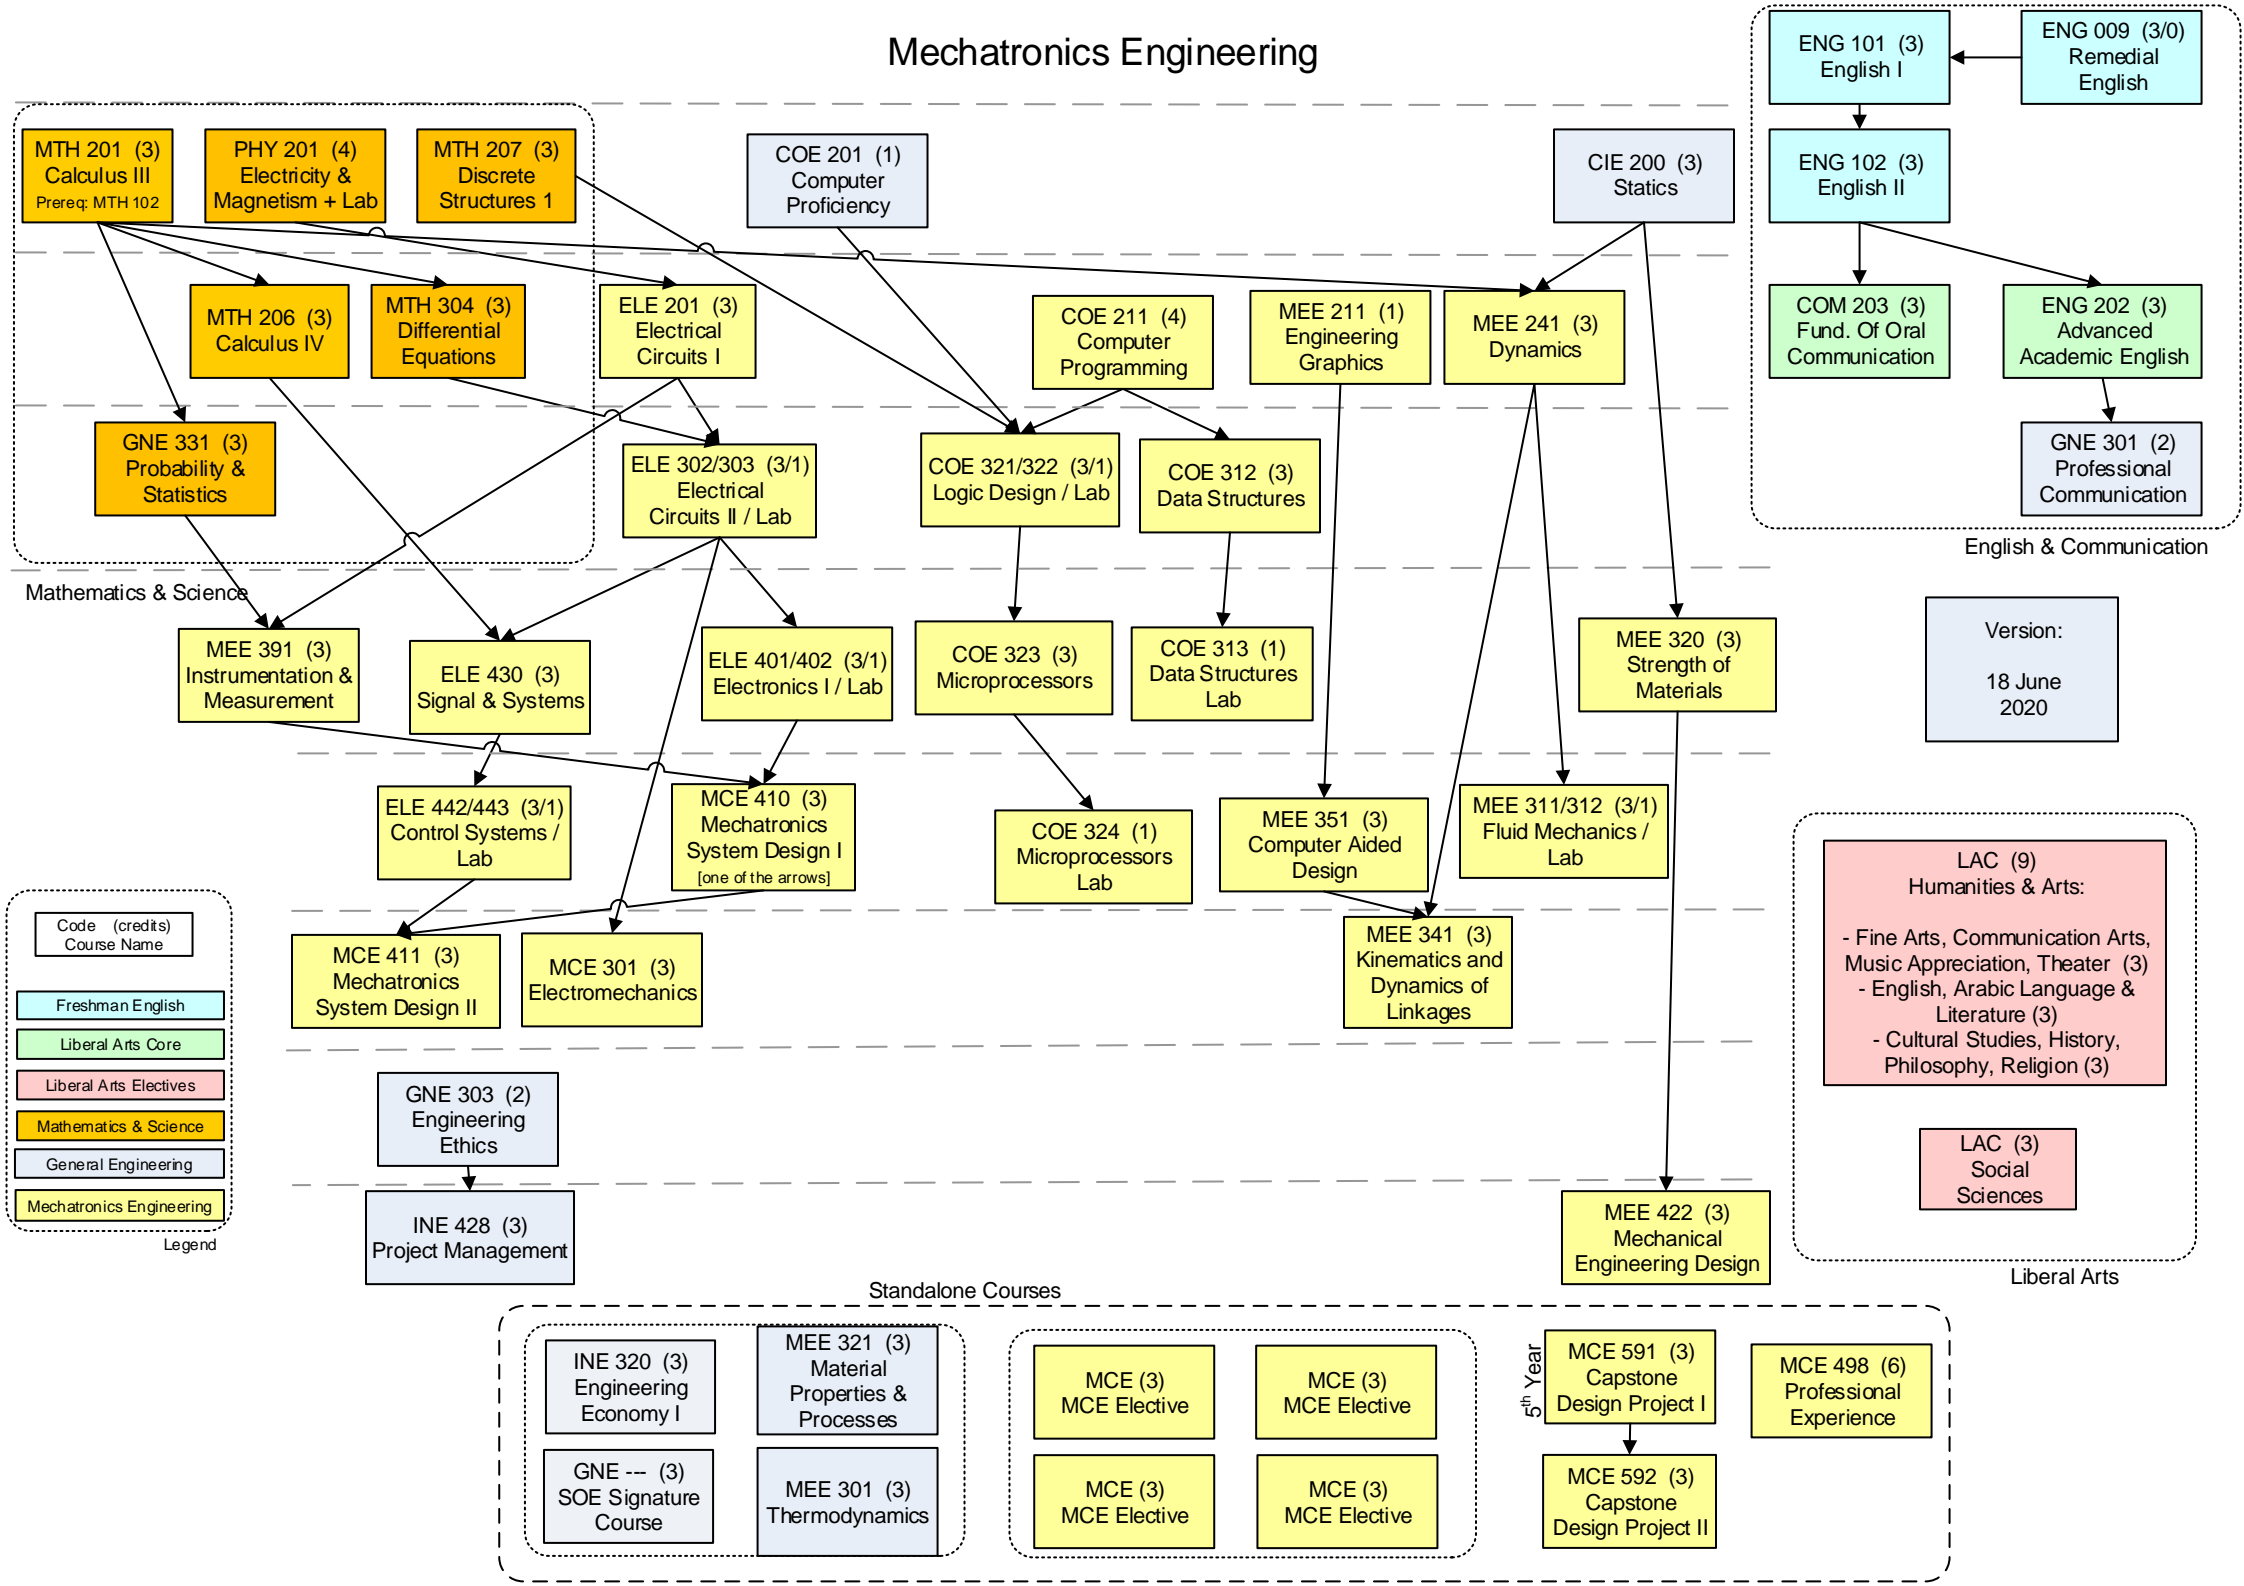 Mechatronics Engineering
ENG 101 (3)
English I
ENG 009 (3/0)
Remedial
English
MTH 201 (3)
Calculus III
Prereq: MTH 102
PHY 201 (4)
Electricity &
Magnetism + Lab
MTH 207 (3)
Discrete
Structures 1
COE 201 (1)
Computer
Proficiency
CIE 200 (3)
Statics
ENG 102 (3)
English II
MTH 206 (3)
Calculus IV
MTH 304 (3)
Differential
Equations
ELE 201 (3)
Electrical
Circuits I
COE 211 (4)
Computer
Programming
MEE 211 (1)
Engineering
Graphics
MEE 241 (3)
Dynamics
COM 203 (3)
Fund. Of Oral
Communication
ENG 202 (3)
Advanced
Academic English
GNE 331 (3)
Probability &
Statistics
ELE 302/303 (3/1)
Electrical
Circuits II / Lab
COE 321/322 (3/1)
Logic Design / Lab
COE 312 (3)
Data Structures
GNE 301 (2)
Professional
Communication
English & Communication
Mathematics & Science
MEE 391 (3)
Instrumentation &
Measurement
ELE 430 (3)
Signal & Systems
ELE 401/402 (3/1)
Electronics I / Lab
COE 323 (3)
Microprocessors
COE 313 (1)
Data Structures
Lab
MEE 320 (3)
Strength of
Materials
Version:
18 June
2020
ELE 442/443 (3/1)
Control Systems /
Lab
MCE 410 (3)
Mechatronics
System Design I
[one of the arrows]
COE 324 (1)
Microprocessors
Lab
MEE 351 (3)
Computer Aided
Design
MEE 311/312 (3/1)
Fluid Mechanics /
Lab
LAC (9)
Humanities & Arts:
- Fine Arts, Communication Arts,
Music Appreciation, Theater (3)
- English, Arabic Language &
Literature (3)
- Cultural Studies, History,
Philosophy, Religion (3)
Code (credits)
Course Name
Freshman English
Liberal Arts Core
Liberal Arts Electives
Mathematics & Science
General Engineering
Mechatronics Engineering
Legend
MCE 411 (3)
Mechatronics
System Design II
MCE 301 (3)
Electromechanics
MEE 341 (3)
Kinematics and
Dynamics of
Linkages
GNE 303 (2)
Engineering
Ethics
LAC (3)
Social
Sciences
INE 428 (3)
Project Management
MEE 422 (3)
Mechanical
Engineering Design
Liberal Arts
Standalone Courses
INE 320 (3)
Engineering
Economy I
MEE 321 (3)
Material
Properties &
Processes
MCE (3)
MCE Elective
MCE (3)
MCE Elective
5th Year
MCE 591 (3)
Capstone
Design Project I
MCE 498 (6)
Professional
Experience
GNE --- (3)
SOE Signature
Course
MEE 301 (3)
Thermodynamics
MCE (3)
MCE Elective
MCE (3)
MCE Elective
MCE 592 (3)
Capstone
Design Project II